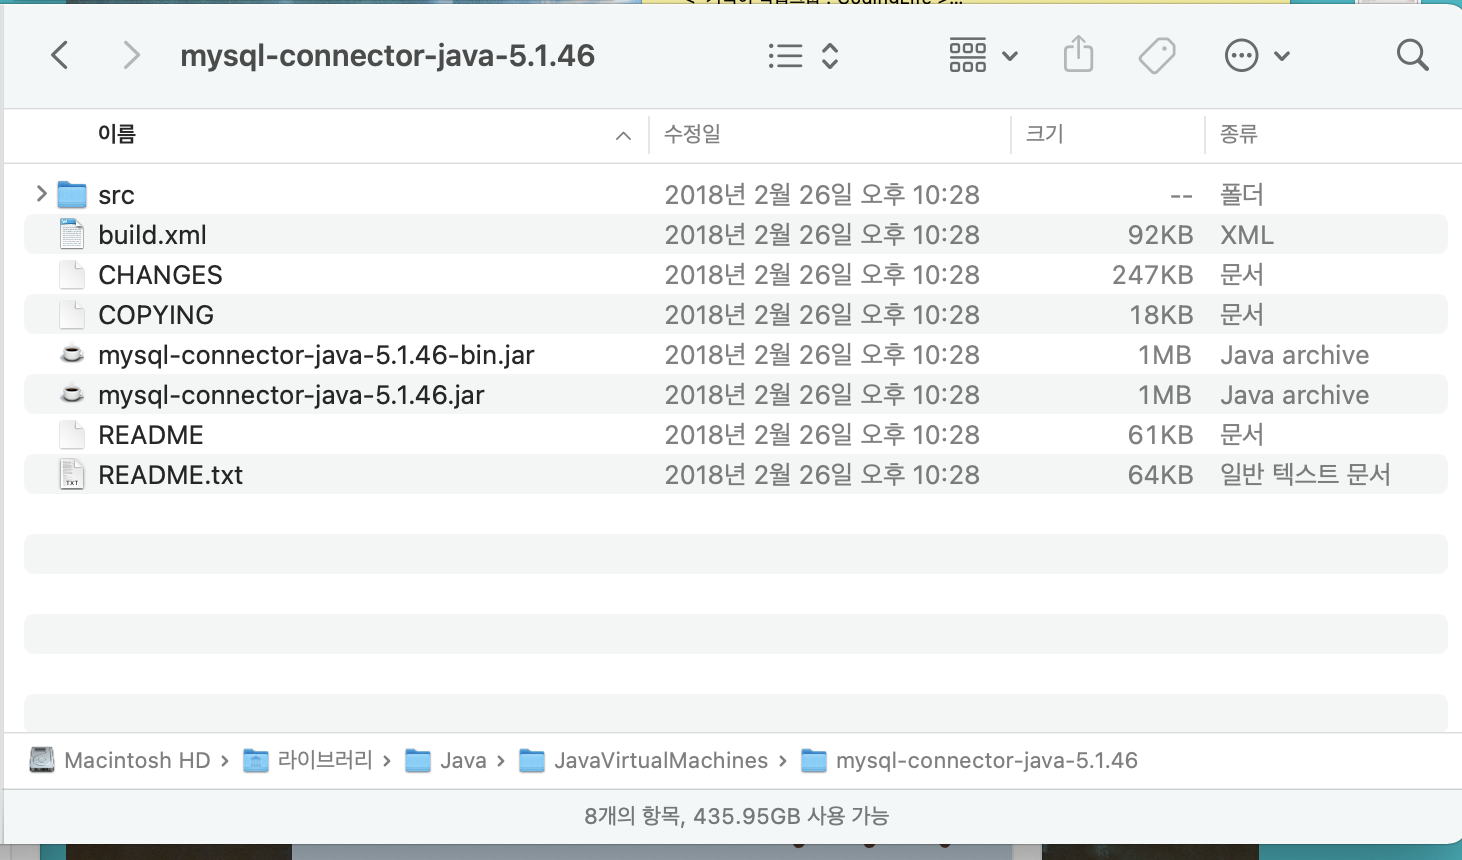 mysql-connector-java-5.1.46
이름 수정일 크기 종류
src 2018년 2월 26일 오후 10:28 -- 폴더
build.xml 2018년 2월 26일 오후 10:28 92KB XML
CHANGES 2018년 2월 26일 오후 10:28 247KB 문서
COPYING 2018년 2월 26일 오후 10:28 18KB 문서
mysql-connector-java-5.1.46-bin.jar 2018년 2월 26일 오후 10:28 1MB Java archive
mysql-connector-java-5.1.46.jar 2018년 2월 26일 오후 10:28 1MB Java archive
README 2018년 2월 26일 오후 10:28 61KB 문서
TXT README.txt 2018년 2월 26일 오후 10:28 64KB 일반 텍스트 문서
Macintosh HD › 라이브러리 › Java › JavaVirtualMachines › mysql-connector-java-5.1.46
8개의 항목, 435.95GB 사용 가능